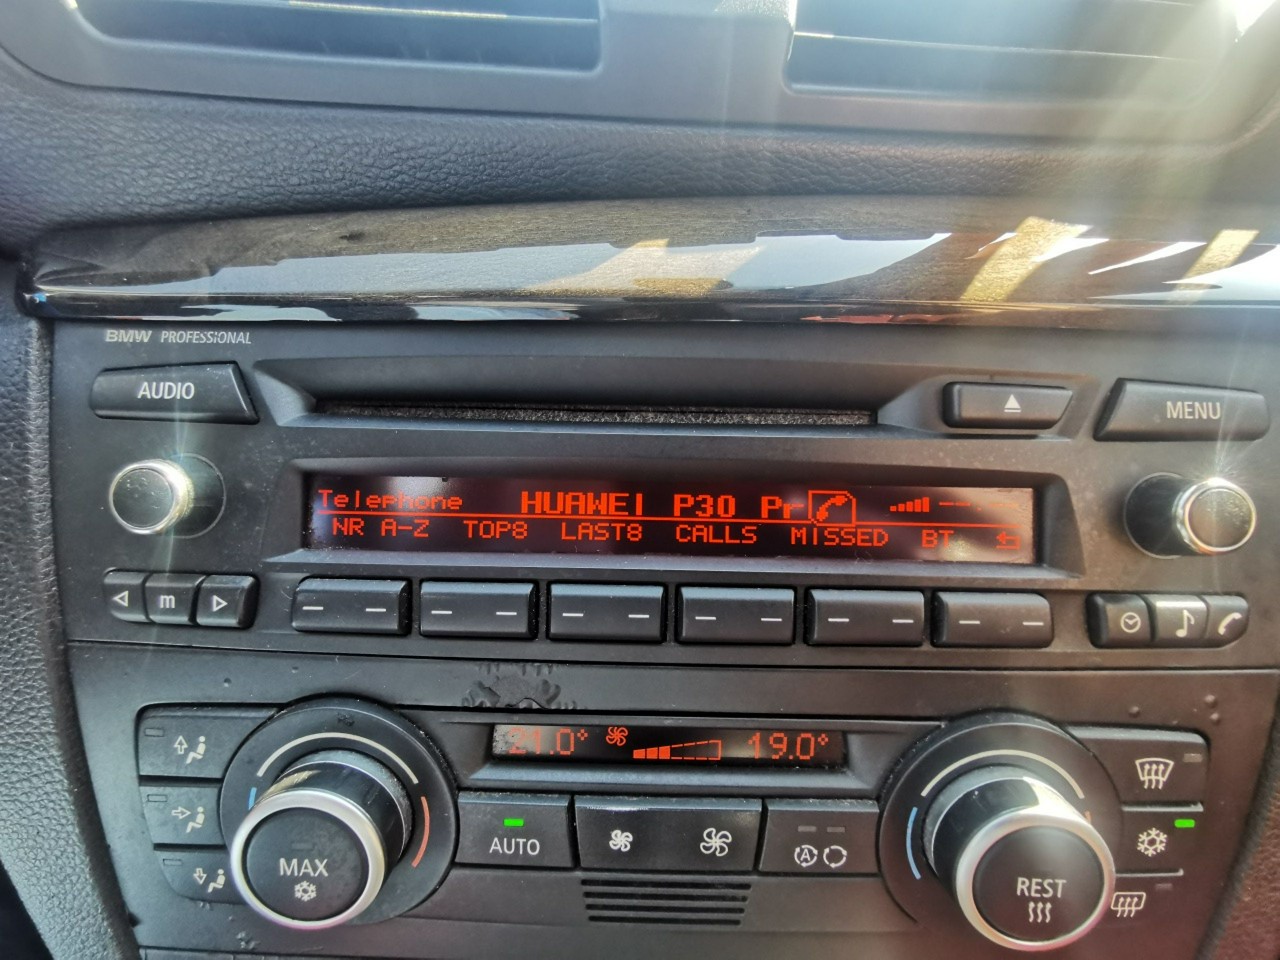 BMW PROFESSIONAL
AUDIO
MENU
Telephone HUAWEI P30 Pr
NR A-Z TOP8 LAST8 CALLS MISSED BT
m
21.0° 19.0°
AUTO
A
MAX
REST